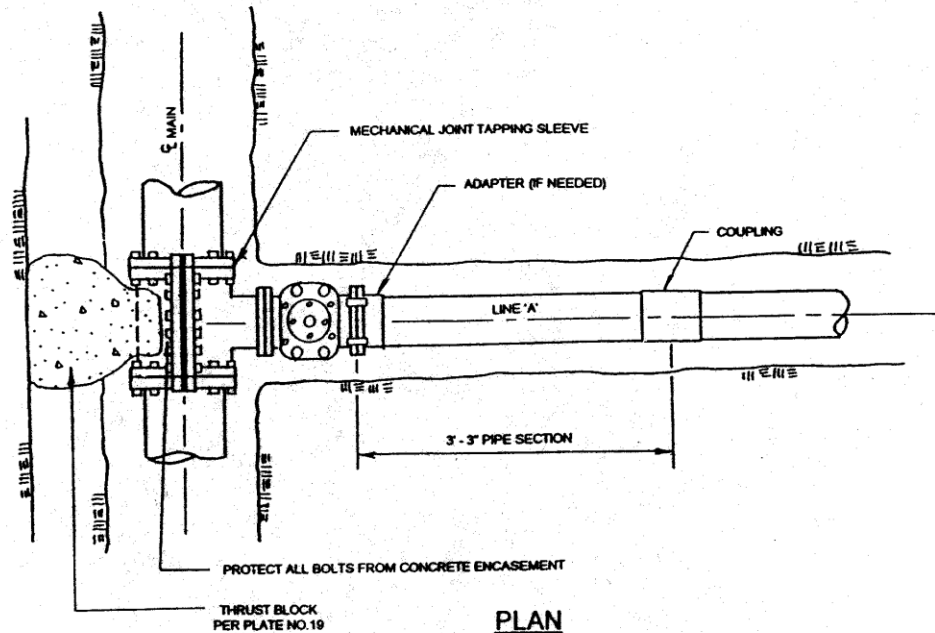 ℄ MAIN
MECHANICAL JOINT TAPPING SLEEVE
ADAPTER (IF NEEDED)
COUPLING
LINE "A"
3' - 3" PIPE SECTION
PROTECT ALL BOLTS FROM CONCRETE ENCASEMENT
THRUST BLOCK
PER PLATE NO.19
PLAN